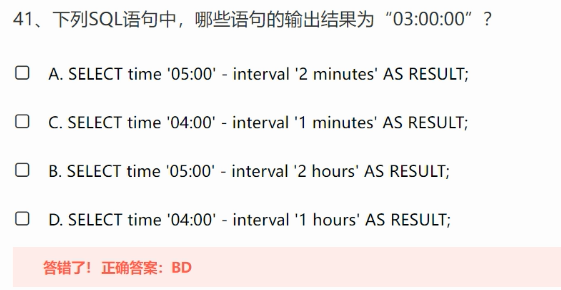 41、下列SQL语句中，哪些语句的输出结果为“03:00:00”？
A. SELECT time '05:00' - interval '2 minutes' AS RESULT;
C. SELECT time '04:00' - interval '1 minutes' AS RESULT;
B. SELECT time '05:00' - interval '2 hours' AS RESULT;
D. SELECT time '04:00' - interval '1 hours' AS RESULT;
答错了！正确答案：BD